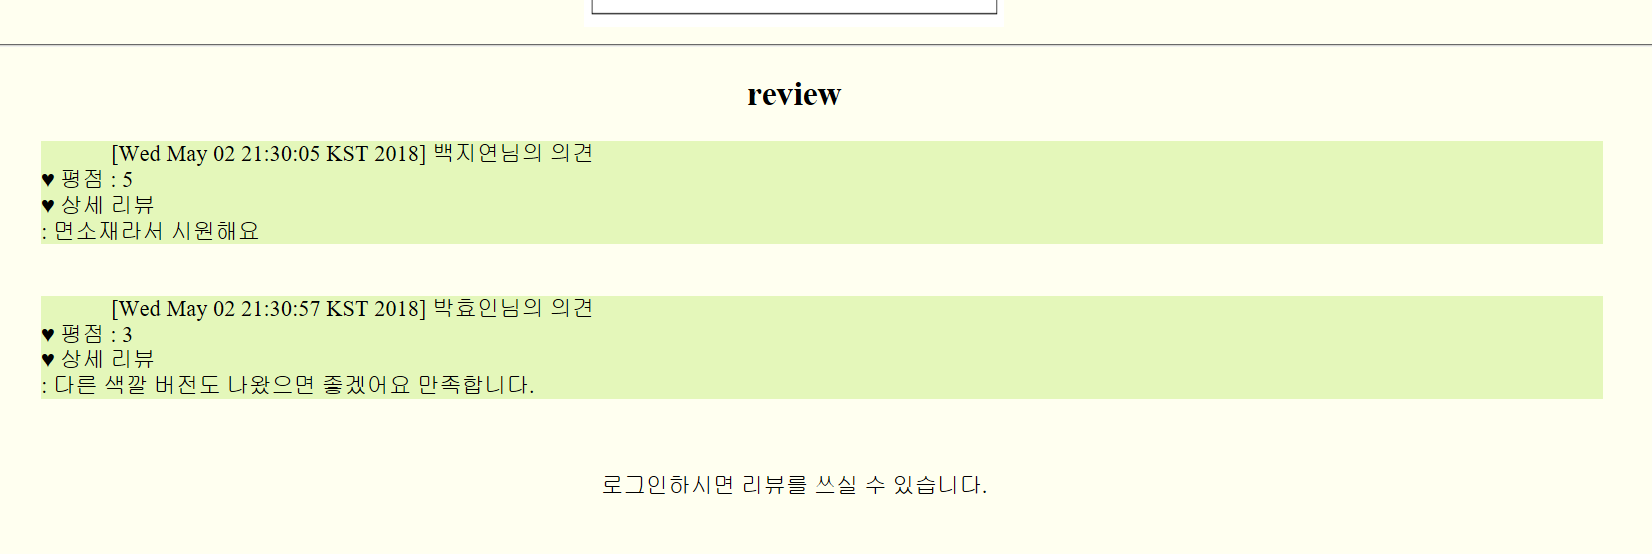 review
[Wed May 02 21:30:05 KST 2018] 백지연님의 의견
♥ 평점 : 5
♥ 상세 리뷰
: 면소재라서 시원해요
[Wed May 02 21:30:57 KST 2018] 박효인님의 의견
♥ 평점 : 3
♥ 상세 리뷰
: 다른 색깔 버전도 나왔으면 좋겠어요 만족합니다.
로그인하시면 리뷰를 쓰실 수 있습니다.